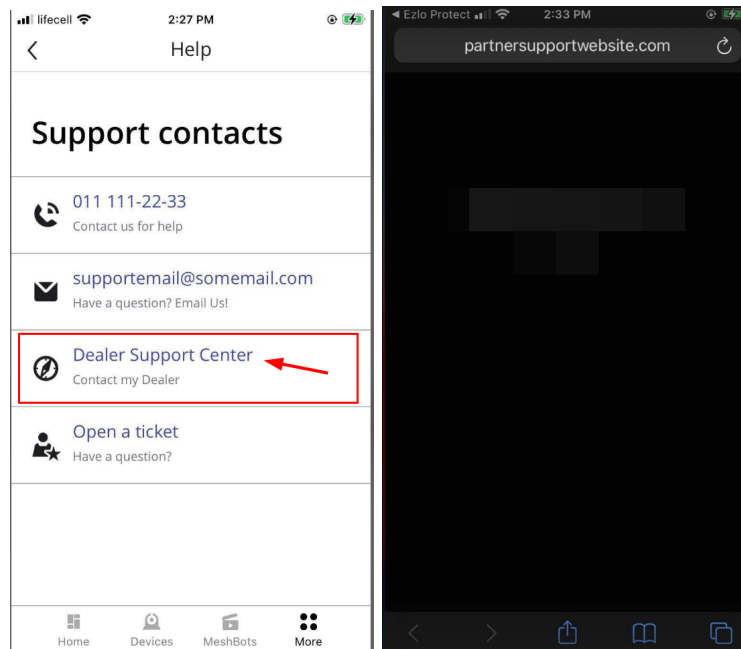 lifecell 2:27 PM
Help
Support contacts
011 111-22-33
Contact us for help
supportemail@somemail.com
Have a question? Email Us!
Dealer Support Center
Contact my Dealer
Open a ticket
Have a question?
Home Devices MeshBots More
Ezlo Protect 2:33 PM
partnersupportwebsite.com